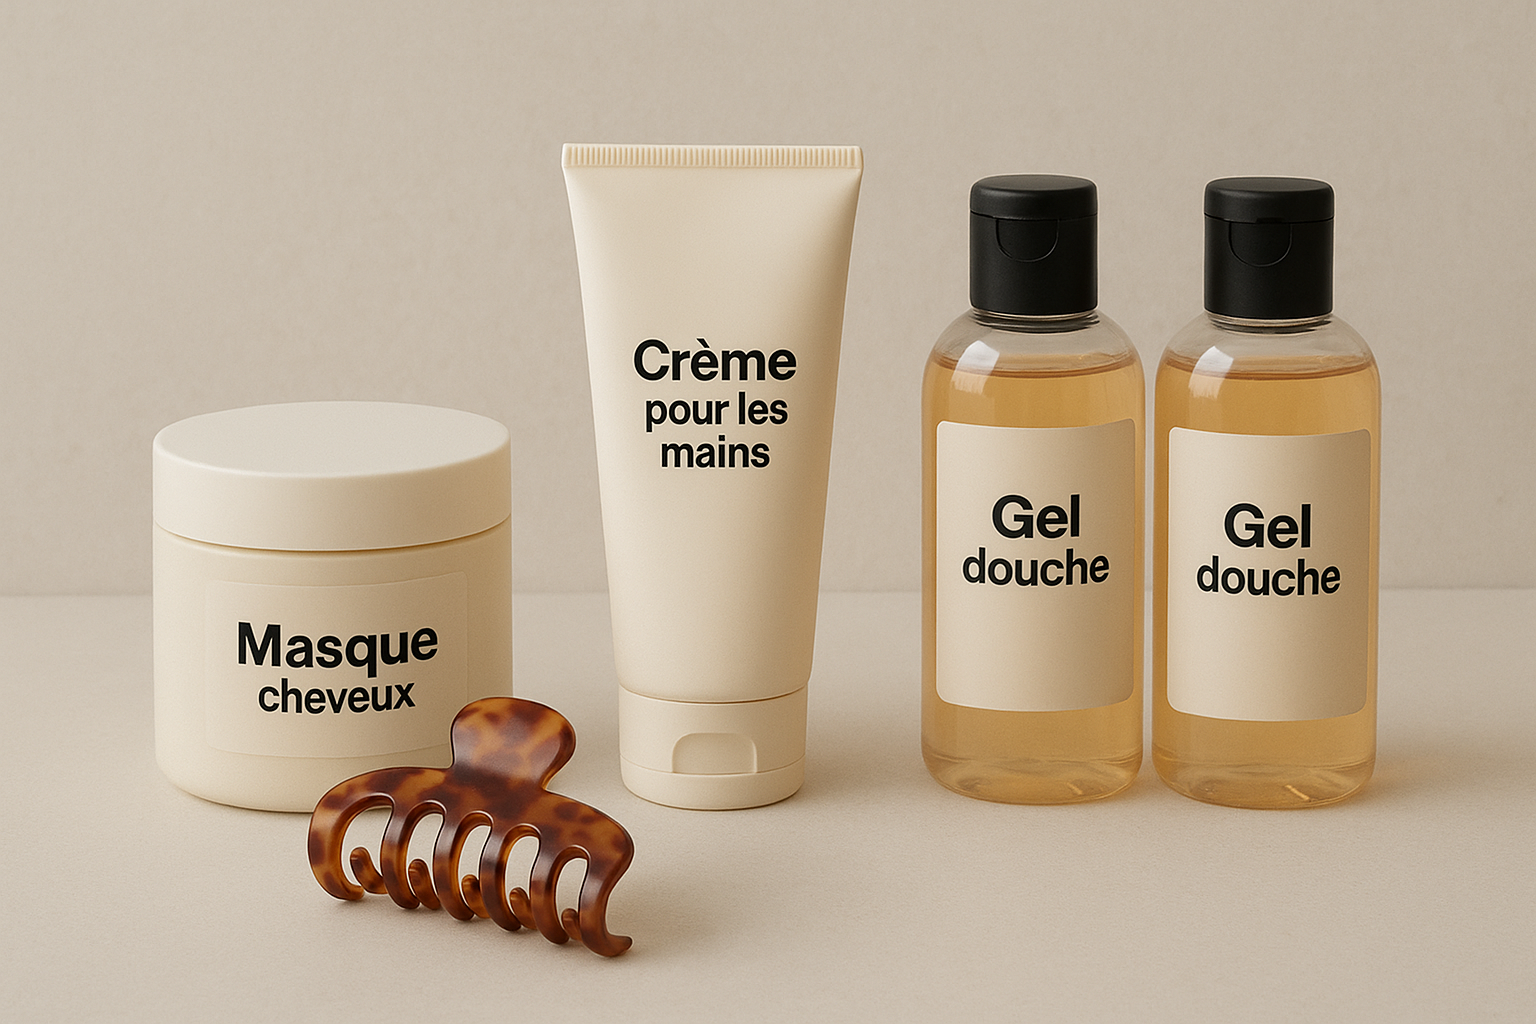 Masque
cheveux
Crème
pour les
mains
Gel
douche
Gel
douche